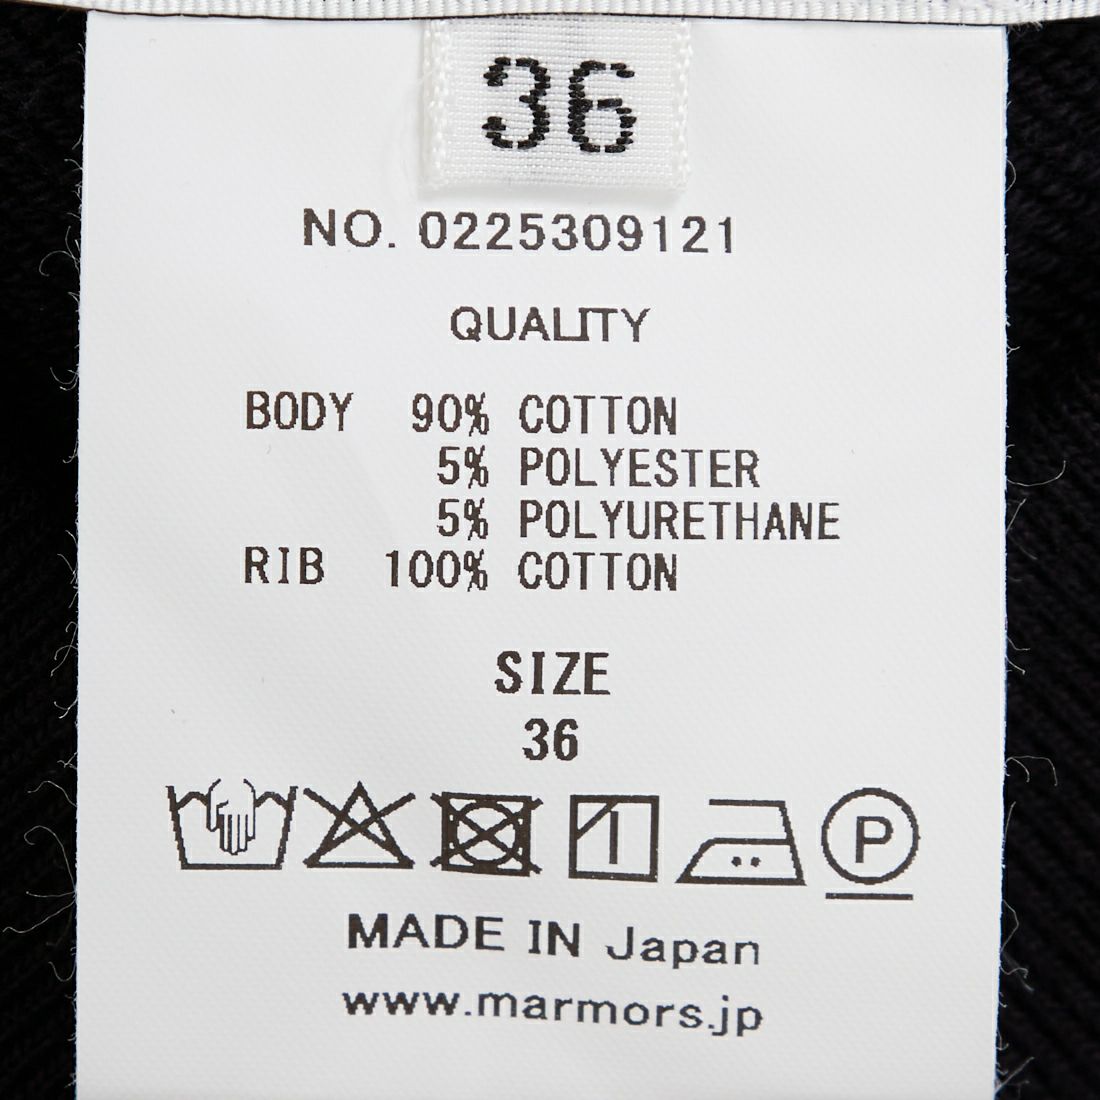 36
NO. 0225309121
QUALITY
BODY 90% COTTON
5% POLYESTER
5% POLYURETHANE
RIB 100% COTTON
SIZE
36
P
MADE IN Japan
www.marmors.jp